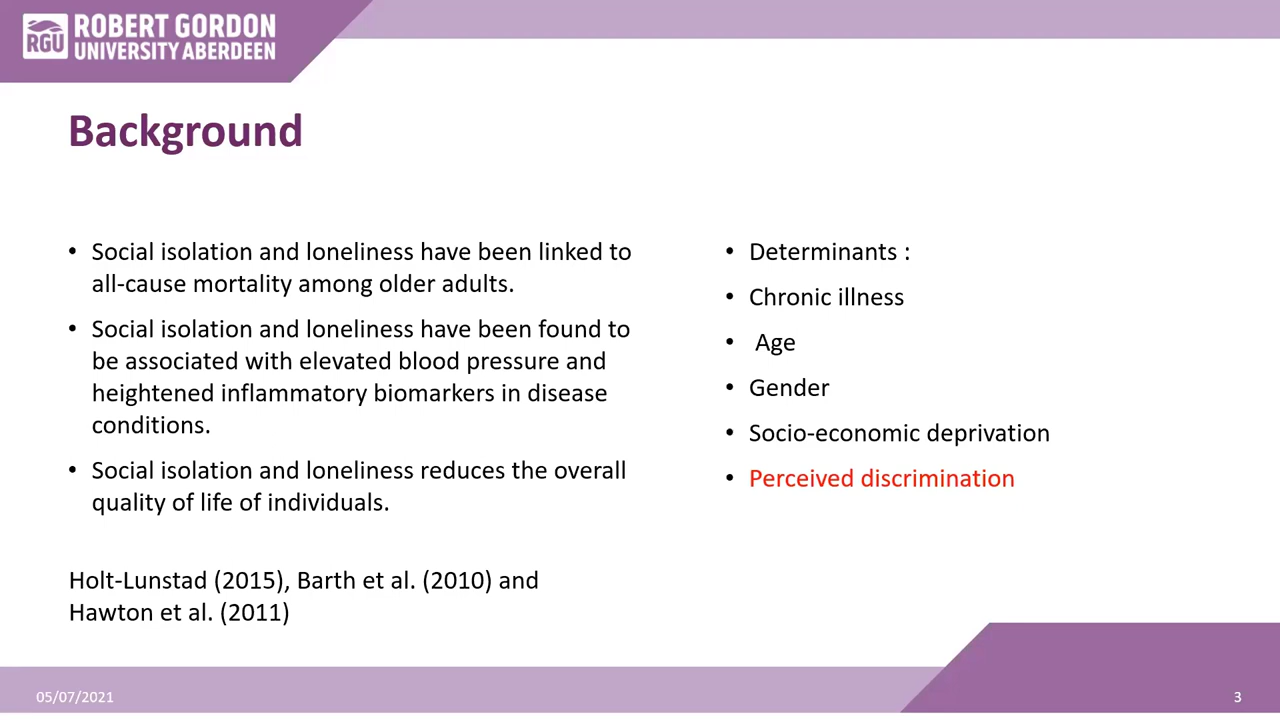 ROBERT GORDON
UNIVERSITY ABERDEEN
RGU
Background
• Social isolation and loneliness have been linked to
all-cause mortality among older adults.
• Social isolation and loneliness have been found to
be associated with elevated blood pressure and
heightened inflammatory biomarkers in disease
conditions.
• Social isolation and loneliness reduces the overall
quality of life of individuals.
Holt-Lunstad (2015), Barth et al. (2010) and
Hawton et al. (2011)
• Determinants :
• Chronic illness
• Age
• Gender
• Socio-economic deprivation
• Perceived discrimination
05/07/2021
3